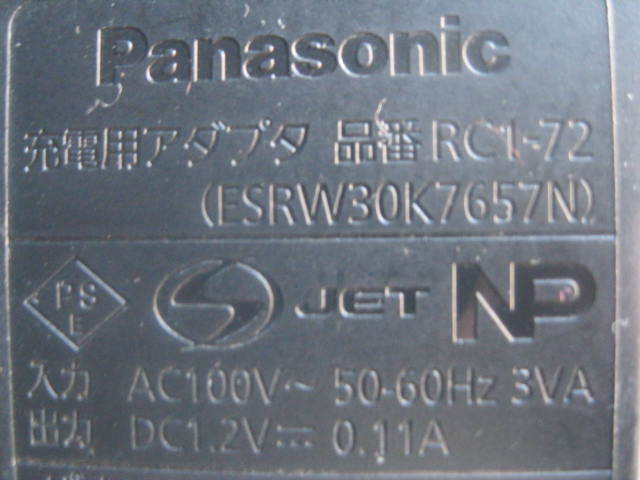 Panasonic
充電用アダプタ 品番 RC1-72
(ESRW30K7657N)
PS E JET NP
入力 AC100V~ 50-60Hz 3VA
出力 DC1.2V⎓ 0.11A